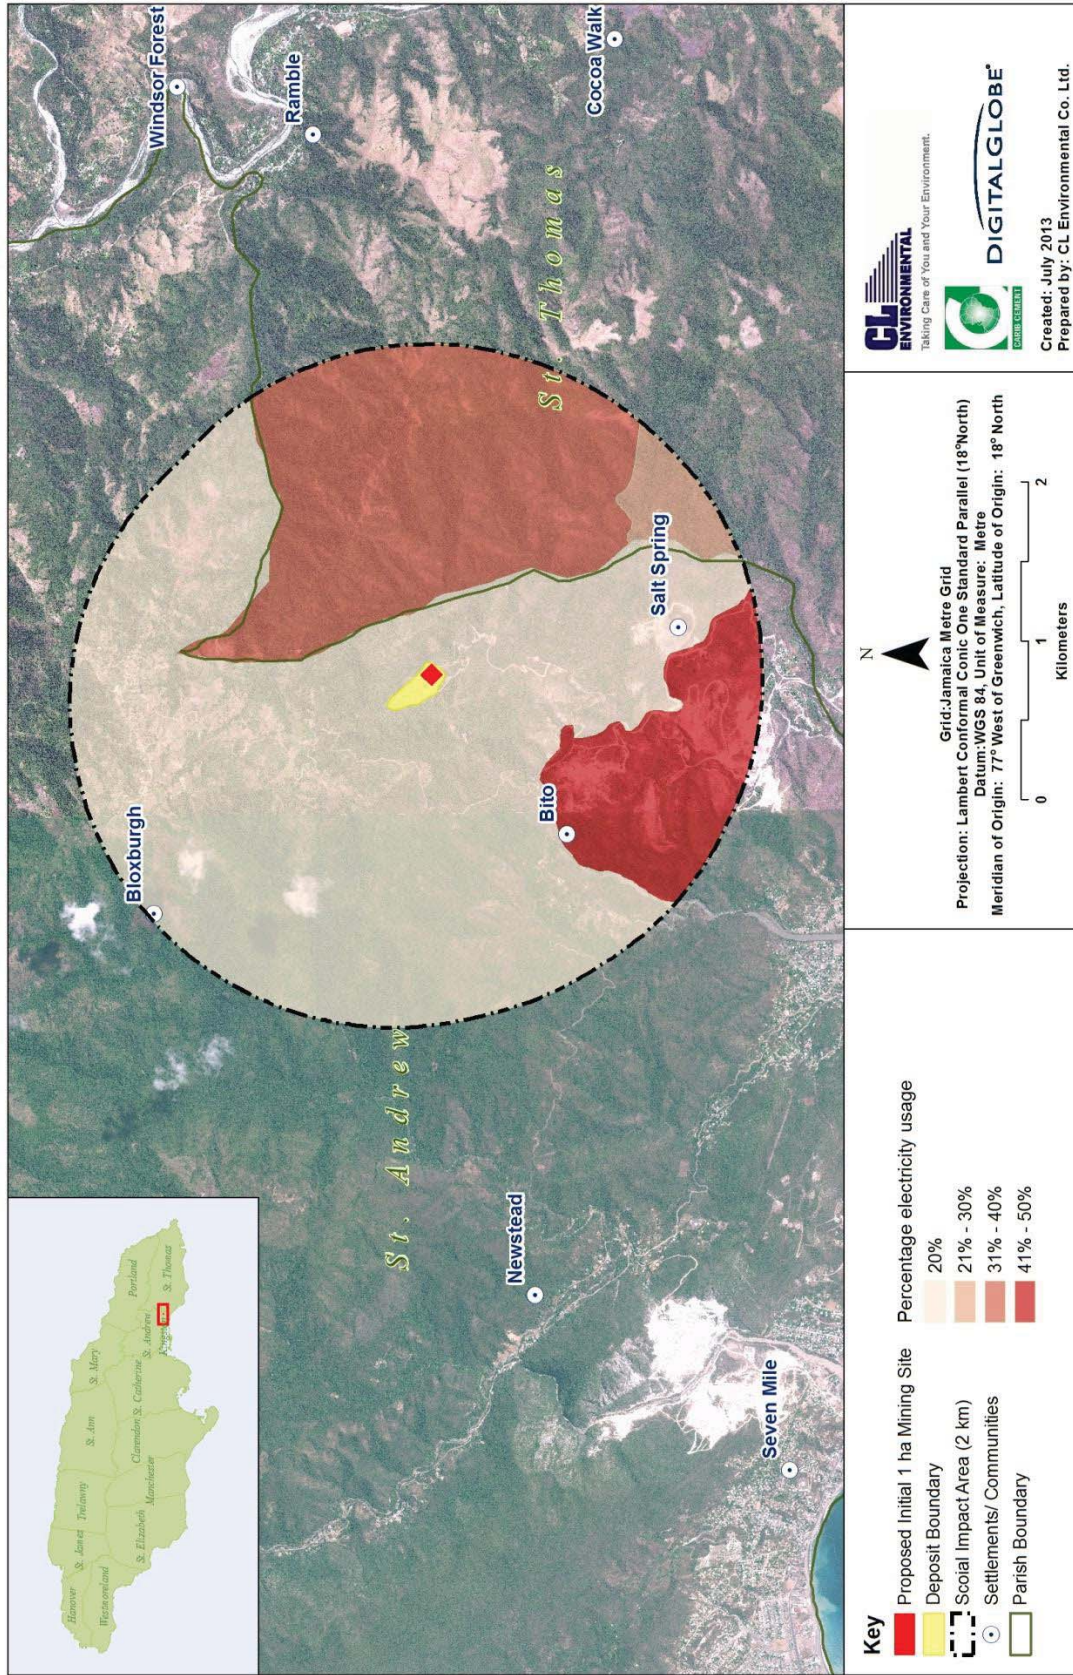 Hanover
St. James
Trelawny
St. Ann
St. Mary
Portland
Westmoreland
St. Elizabeth
Manchester
Clarendon
St. Catherine
St. Andrew
St. Thomas
Bloxburgh
Windsor Forest
Ramble
Cocoa Walk
St. Andrew
St. Thomas
Newstead
Bito
Salt Spring
Seven Mile
Key
Proposed Initial 1 ha Mining Site
Deposit Boundary
Scoial Impact Area (2 km)
Settlements/ Communities
Parish Boundary
Percentage electricity usage
20%
21% - 30%
31% - 40%
41% - 50%
N
Grid:Jamaica Metre Grid
Projection: Lambert Conformal Conic One Standard Parallel (18°North)
Datum:WGS 84, Unit of Measure: Metre
Meridian of Origin: 77° West of Greenwich, Latitude of Origin: 18° North
0 1 2
Kilometers
CL
ENVIRONMENTAL
Taking Care of You and Your Environment.
CARIB CEMENT
DIGITALGLOBE®
Created: July 2013
Prepared by: CL Environmental Co. Ltd.